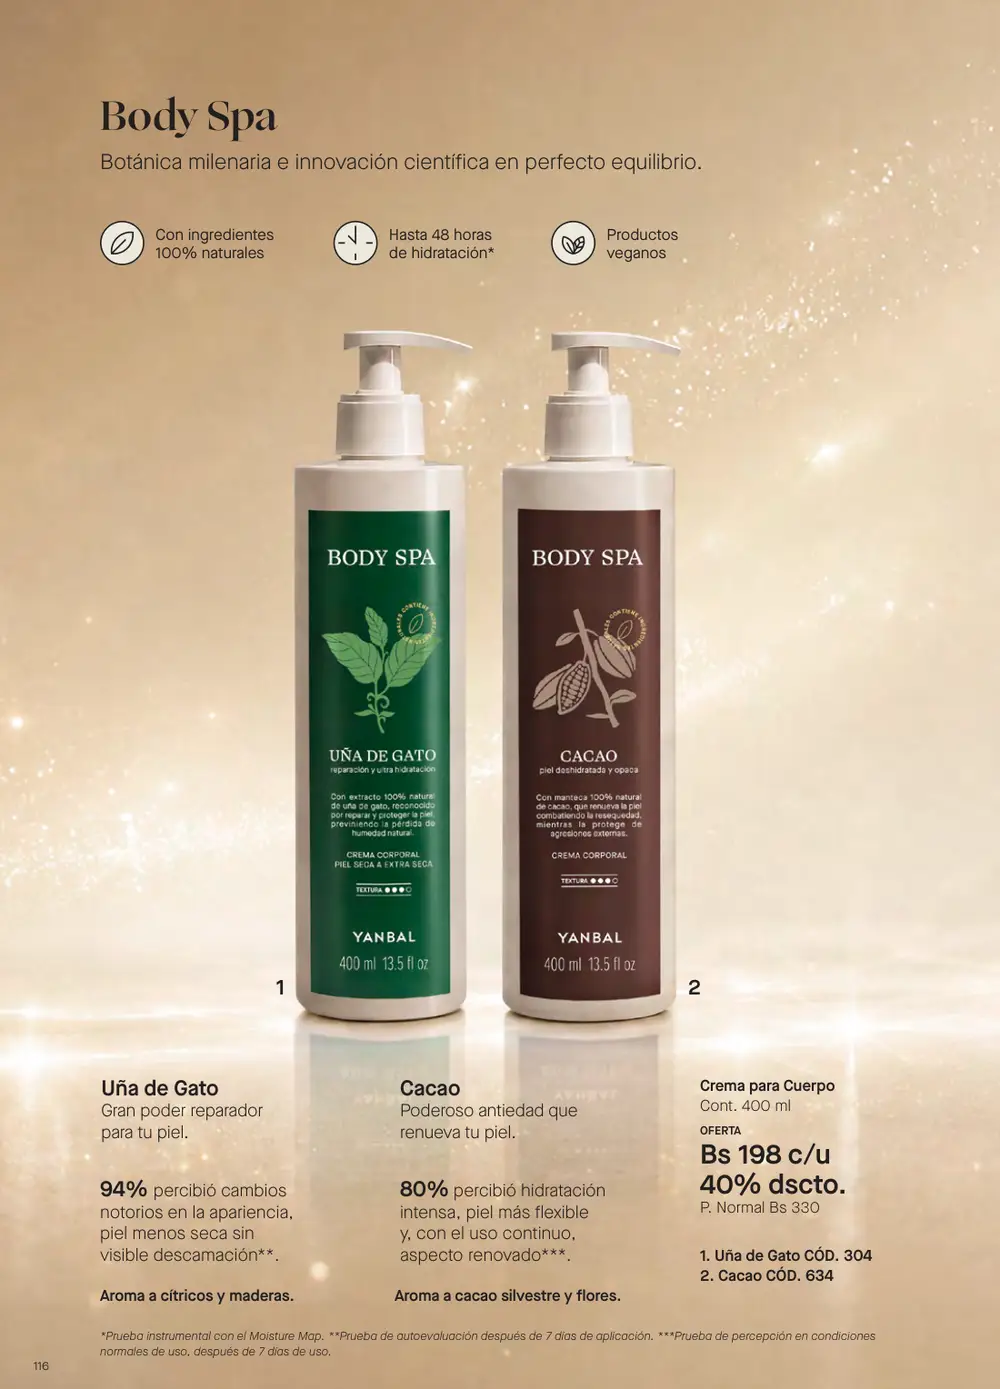 Body Spa
Botánica milenaria e innovación científica en perfecto equilibrio.
Con ingredientes
100% naturales
Hasta 48 horas
de hidratación*
Productos
veganos
BODY SPA
UÑA DE GATO
reparación y ultra hidratación
Con extracto 100% natural
de uña de gato, reconocido
por reparar y proteger la piel,
previniendo la pérdida de
humedad natural.
CREMA CORPORAL
PIEL SECA A EXTRA SECA
TEXTURA
YANBAL
400 ml 13.5 fl oz
BODY SPA
CACAO
piel deshidratada y opaca
Con manteca 100% natural
de cacao, que renueva la piel
combatiendo la resequedad,
mientras la protege de
agresiones externas.
CREMA CORPORAL
TEXTURA
YANBAL
400 ml 13.5 fl oz
1
2
Uña de Gato
Gran poder reparador
para tu piel.
94% percibió cambios
notorios en la apariencia,
piel menos seca sin
visible descamación**.
Aroma a cítricos y maderas.
Cacao
Poderoso antiedad que
renueva tu piel.
80% percibió hidratación
intensa, piel más flexible
y, con el uso continuo,
aspecto renovado***.
Aroma a cacao silvestre y flores.
Crema para Cuerpo
Cont. 400 ml
OFERTA
Bs 198 c/u
40% dscto.
P. Normal Bs 330
1. Uña de Gato CÓD. 304
2. Cacao CÓD. 634
*Prueba instrumental con el Moisture Map. **Prueba de autoevaluación después de 7 días de aplicación. ***Prueba de percepción en condiciones
normales de uso, después de 7 días de uso.
116